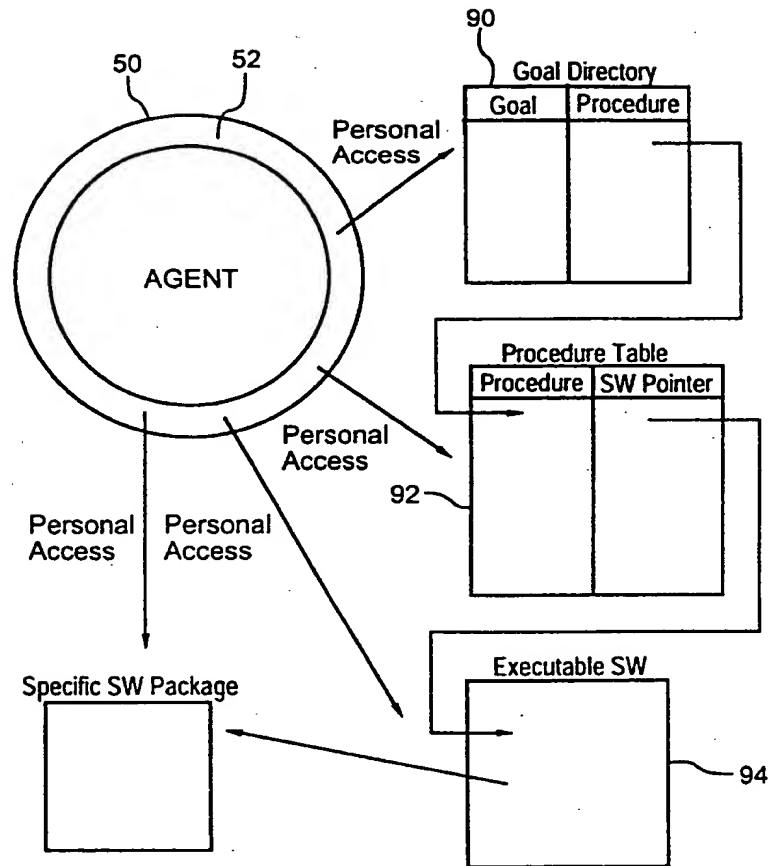 90
50
52
Goal Directory
Goal Procedure
Personal
Access
AGENT
Procedure Table
Procedure SW Pointer
Personal
Access
92
Personal
Access
Personal
Access
Specific SW Package
Executable SW
94